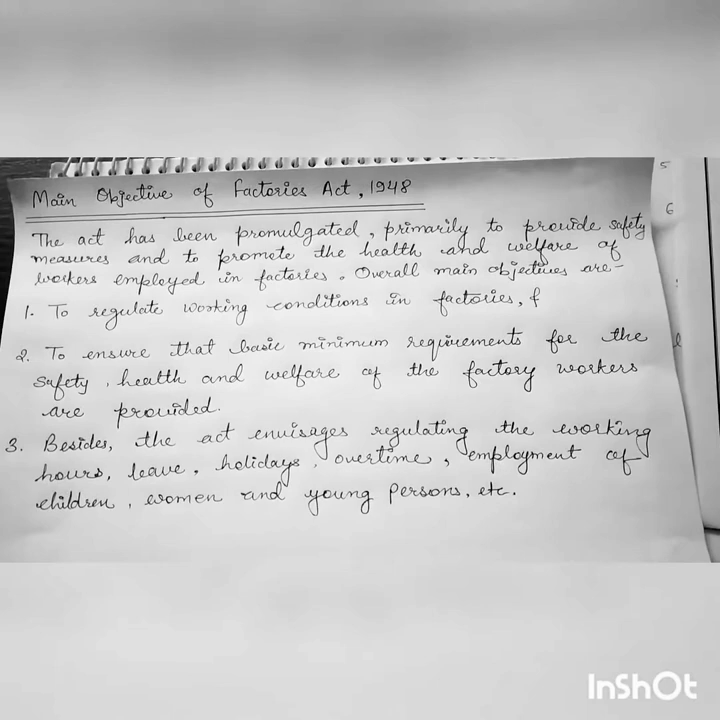 Main Objective of Factories Act, 1948
The act has been promulgated, primarily to provide safety
measures and to promote the health and welfare of
workers employed in factories. Overall main objectives are-
1. To regulate working conditions in factories, &
2. To ensure that basic minimum requirements for the
safety, health and welfare of the factory workers
are provided.
3. Besides, the act envisages regulating the working
hours, leave, holidays, overtime, employment of
children, women and young persons, etc.
5
6
InShOt